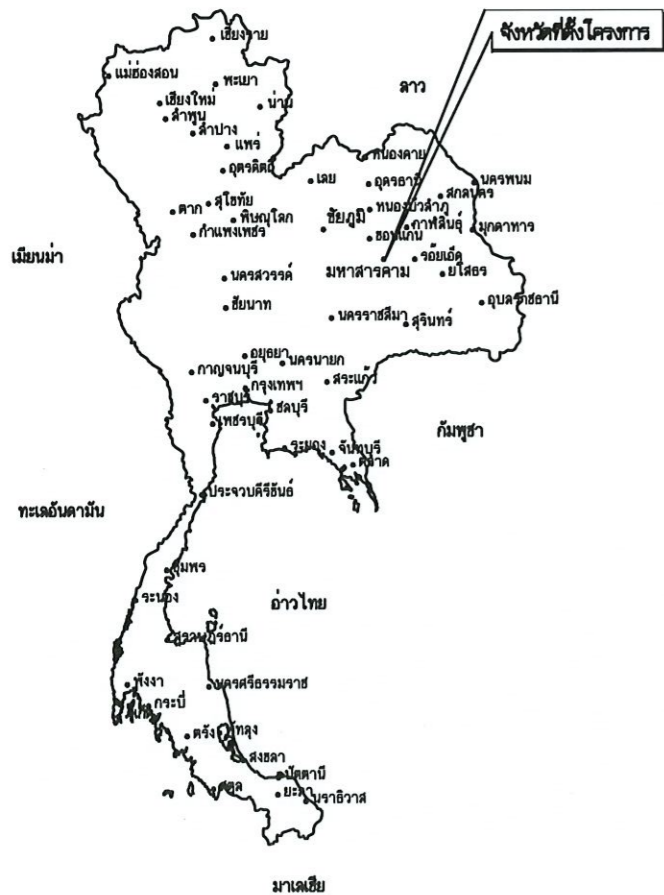 จังหวัดที่ตั้งโครงการ
เชียงราย
แม่ฮ่องสอน
พะเยา
ลาว
เชียงใหม่
น่าน
ลำพูน
ลำปาง
แพร่
หนองคาย
อุตรดิตถ์
เลย
อุดรธานี
นครพนม
สกลนคร
สุโขทัย
ตาก
พิษณุโลก
หนองบัวลำภู
ชัยภูมิ
กาฬสินธุ์
มุกดาหาร
กำแพงเพชร
ขอนแก่น
เมียนม่า
ร้อยเอ็ด
มหาสารคาม
ยโสธร
นครสวรรค์
ชัยนาท
อุบลราชธานี
นครราชสีมา
สุรินทร์
อยุธยา
นครนายก
กาญจนบุรี
สระแก้ว
กรุงเทพฯ
ราชบุรี
ชลบุรี
เพชรบุรี
กัมพูชา
ระยอง
จันทบุรี
ตราด
ประจวบคีรีขันธ์
ทะเลอันดามัน
ชุมพร
ระนอง
อ่าวไทย
สุราษฎร์ธานี
พังงา
นครศรีธรรมราช
กระบี่
ภูเก็ต
ตรัง
พัทลุง
สงขลา
ปัตตานี
สตูล
ยะลา
นราธิวาส
มาเลเซีย